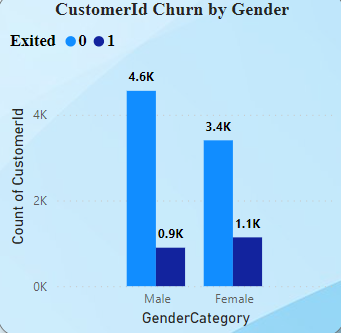 CustomerId Churn by Gender
Exited 0 1
4.6K
4K
3.4K
2K
1.1K
0.9K
0K
Male Female
GenderCategory
Count of CustomerId